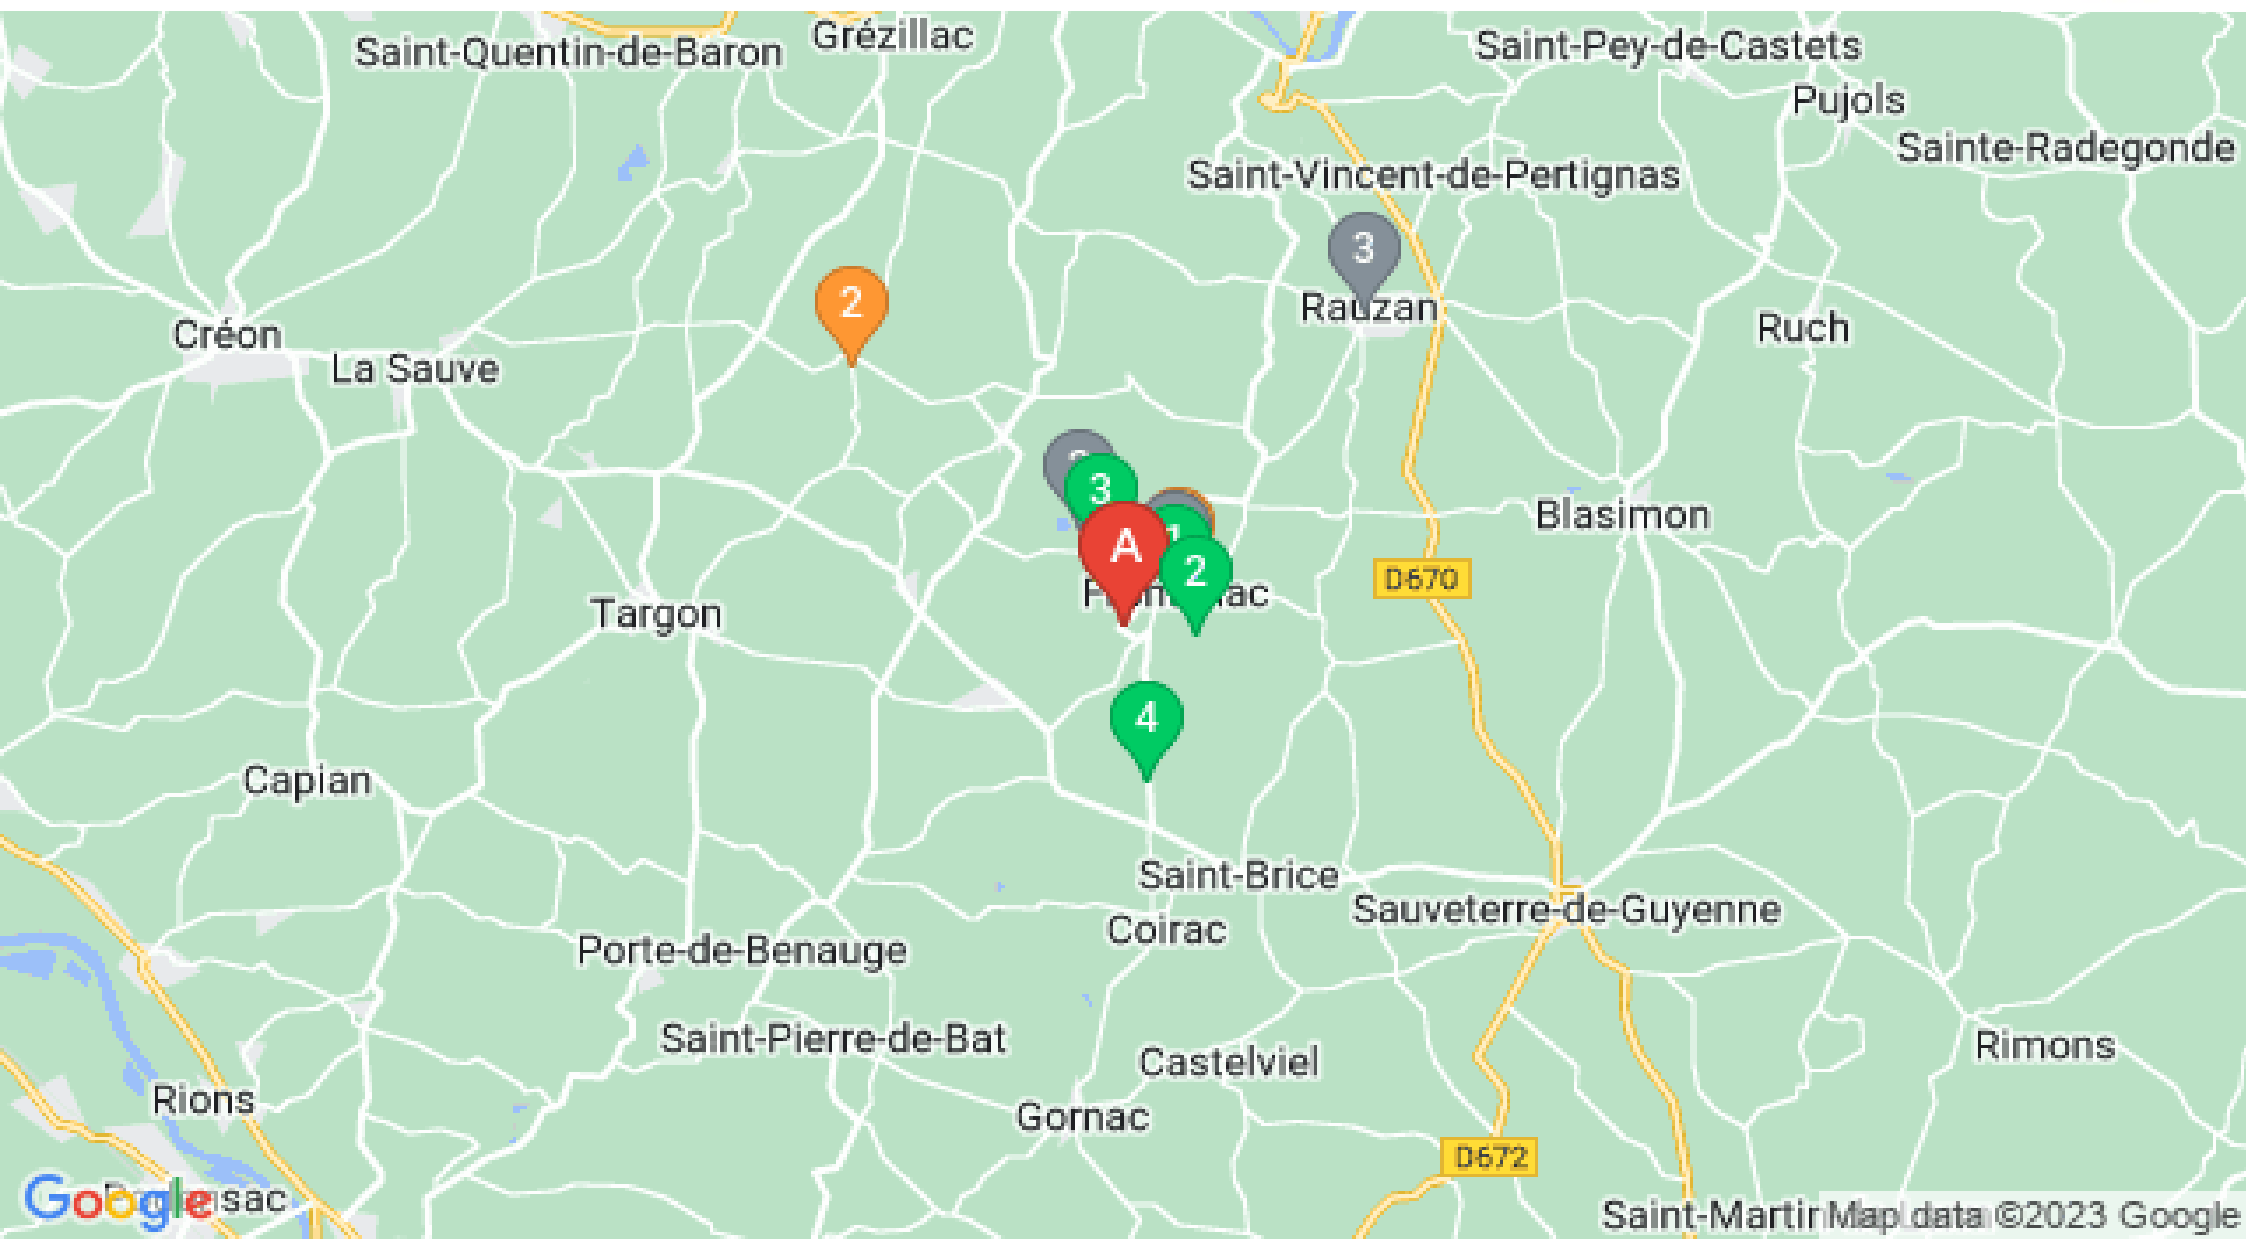 Grézillac
Saint-Quentin-de-Baron
Saint-Pey-de-Castets
Pujols
Sainte-Radegonde
Saint-Vincent-de-Pertignas
3
2
Rauzan
Créon
Ruch
La Sauve
3
1
Blasimon
A
2
D670
Targon
4
Capian
Saint-Brice
Sauveterre-de-Guyenne
Coirac
Porte-de-Benauge
Saint-Pierre-de-Bat
Rimons
Castelviel
Rions
Gornac
D672
Google
Map data ©2023 Google